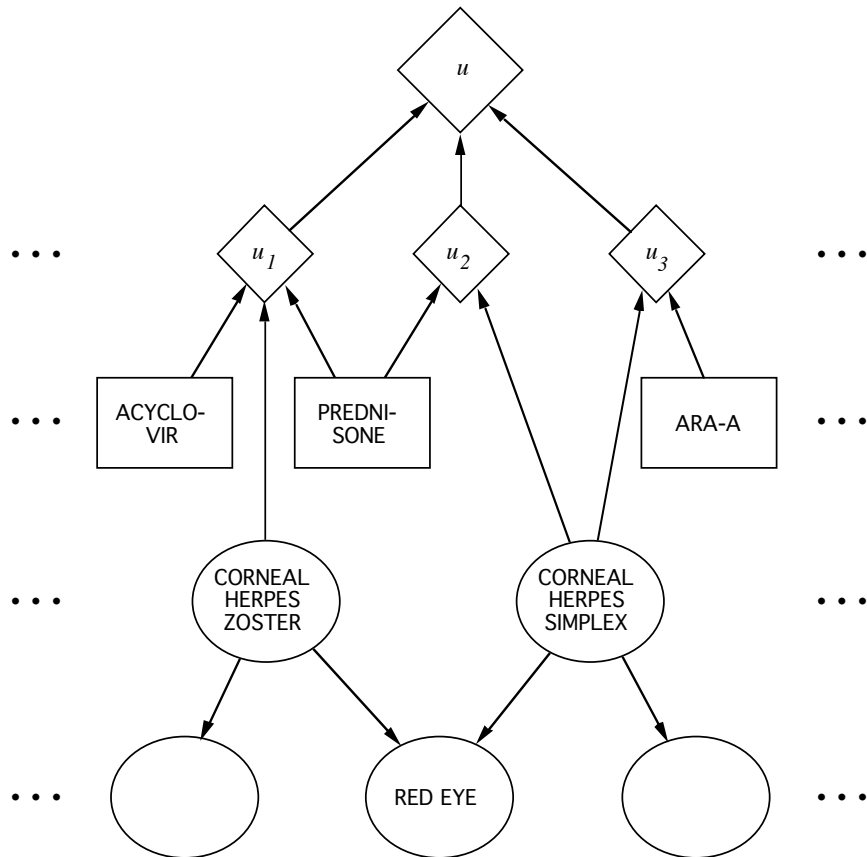 u
u1
u2
u3
ACYCLO-
VIR
PREDNI-
SONE
ARA-A
CORNEAL
HERPES
ZOSTER
CORNEAL
HERPES
SIMPLEX
RED EYE